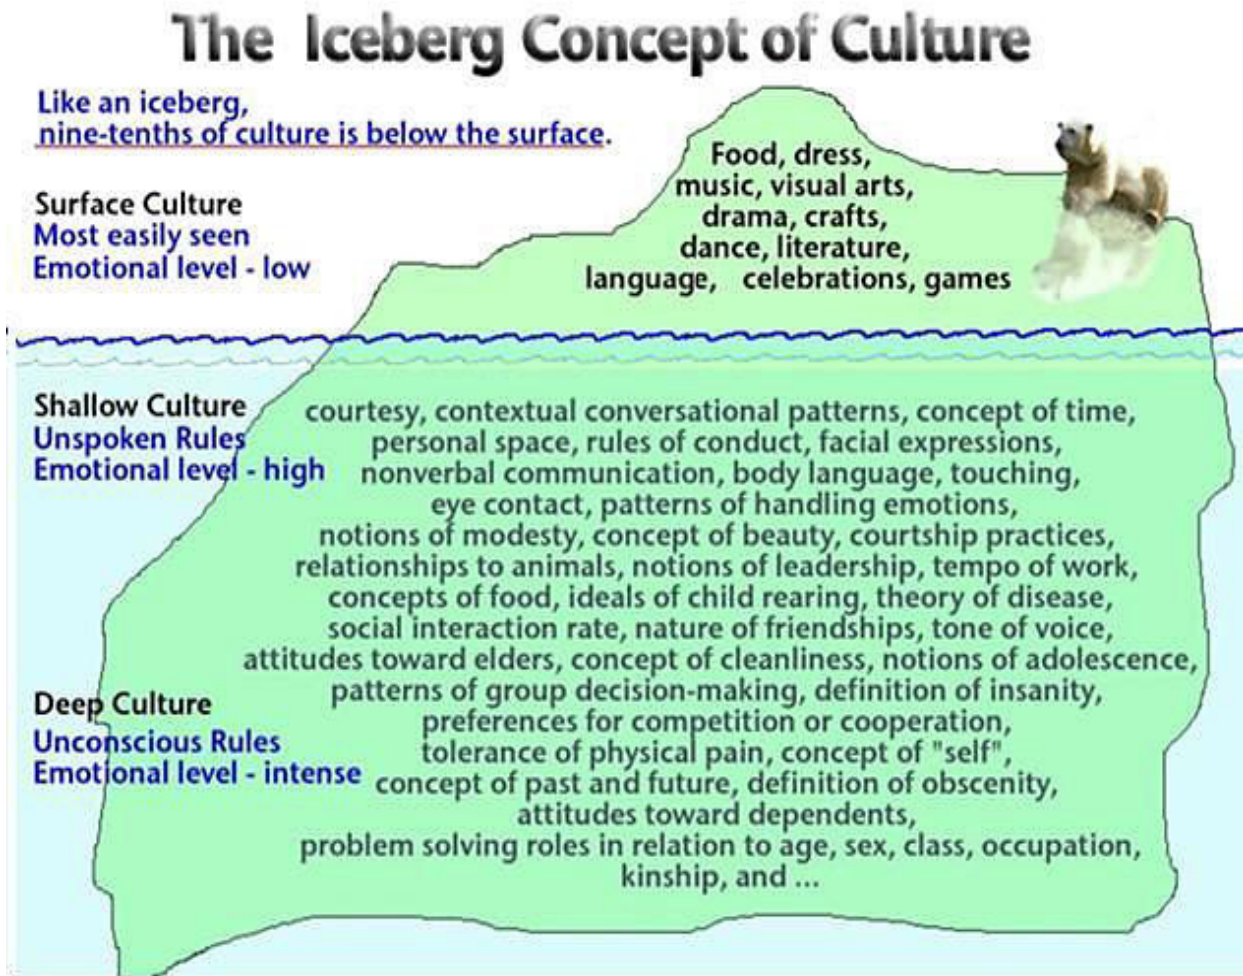 The Iceberg Concept of Culture
Like an iceberg,
nine-tenths of culture is below the surface.
Food, dress,
music, visual arts,
drama, crafts,
dance, literature,
language, celebrations, games
Surface Culture
Most easily seen
Emotional level - low
Shallow Culture
Unspoken Rules
Emotional level - high
courtesy, contextual conversational patterns, concept of time,
personal space, rules of conduct, facial expressions,
nonverbal communication, body language, touching,
eye contact, patterns of handling emotions,
notions of modesty, concept of beauty, courtship practices,
relationships to animals, notions of leadership, tempo of work,
concepts of food, ideals of child rearing, theory of disease,
social interaction rate, nature of friendships, tone of voice,
attitudes toward elders, concept of cleanliness, notions of adolescence,
patterns of group decision-making, definition of insanity,
preferences for competition or cooperation,
tolerance of physical pain, concept of "self",
concept of past and future, definition of obscenity,
attitudes toward dependents,
problem solving roles in relation to age, sex, class, occupation,
kinship, and ...
Deep Culture
Unconscious Rules
Emotional level - intense